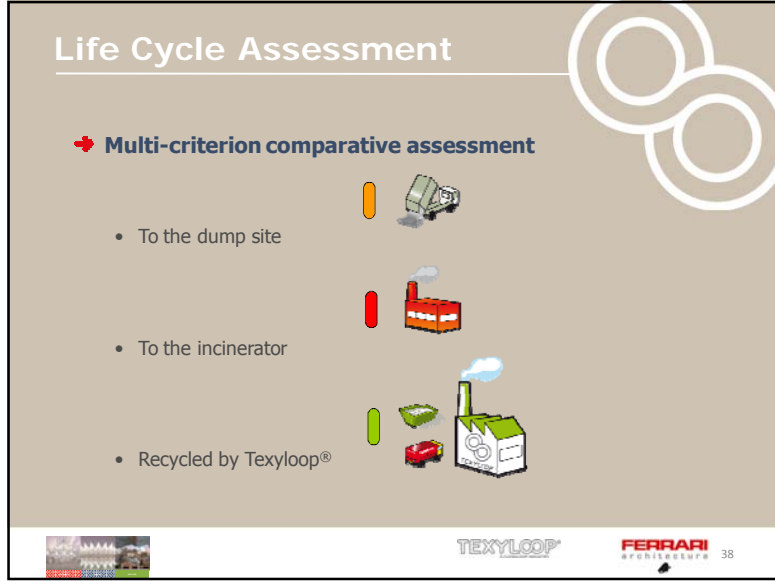 Life Cycle Assessment
Multi-criterion comparative assessment
• To the dump site
• To the incinerator
• Recycled by Texyloop®
TEXYLOOP
TEXYLOOP®
FERRARI
architecture
38